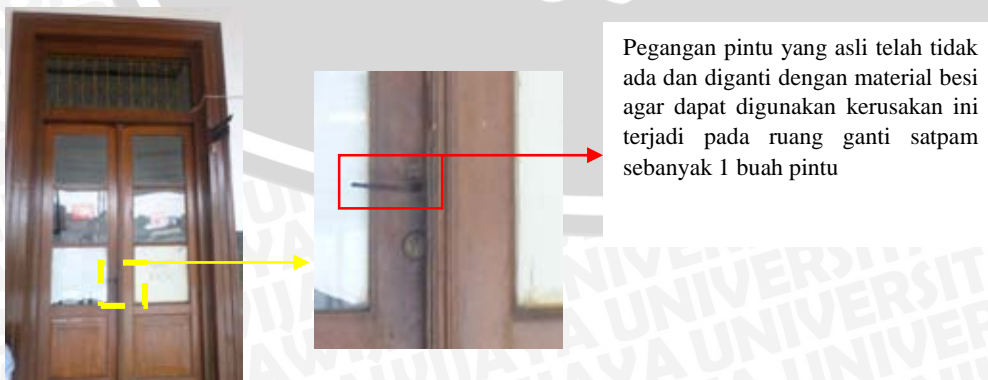 Pegangan pintu yang asli telah tidak
ada dan diganti dengan material besi
agar dapat digunakan kerusakan ini
terjadi pada ruang ganti satpam
sebanyak 1 buah pintu